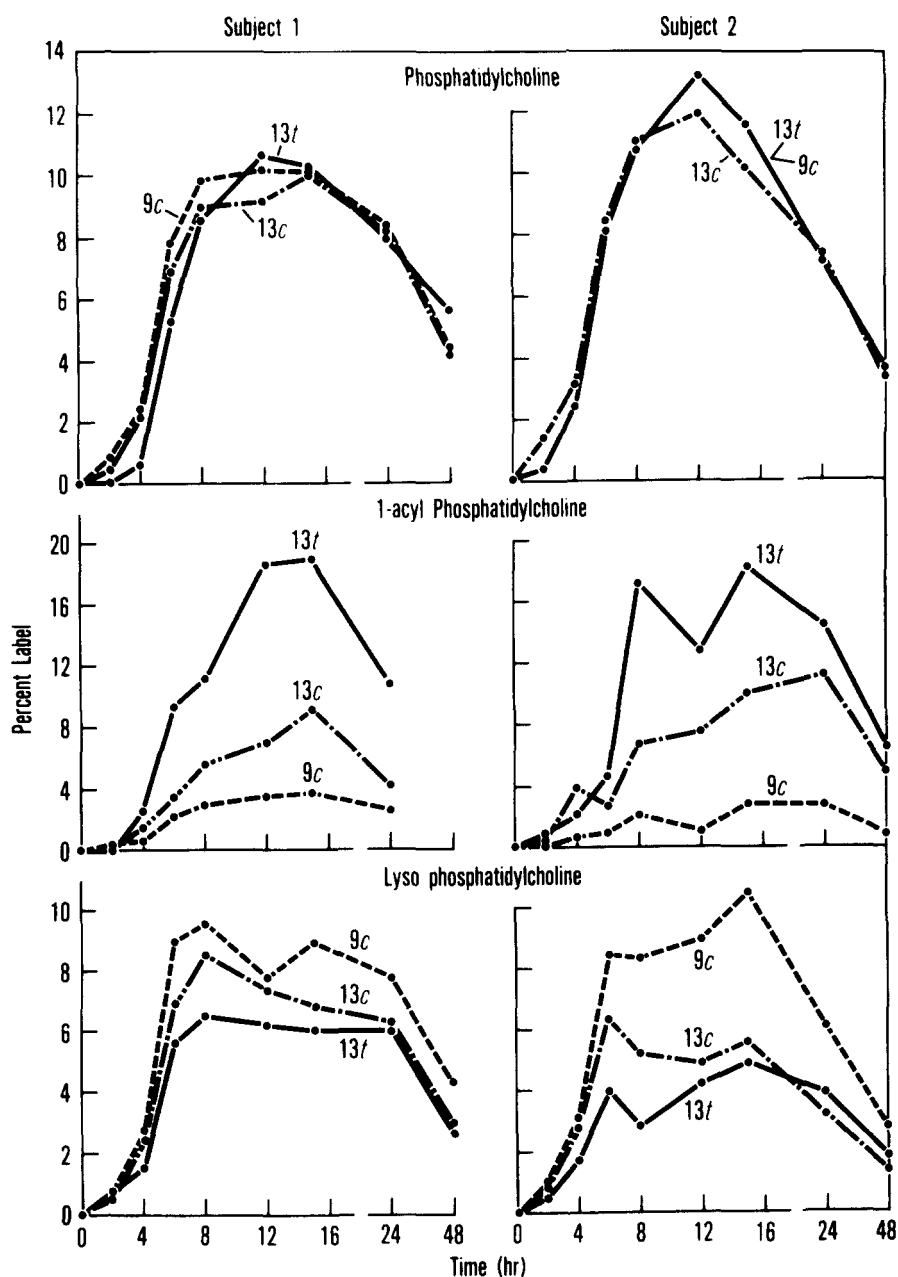 Subject 1
Subject 2
Phosphatidylcholine
14
12
10
8
6
4
2
0
13t
9c
13c
13t
9c
13c
1-acyl Phosphatidylcholine
20
16
12
8
4
0
13t
13c
9c
13t
13c
9c
Percent Label
Lyso phosphatidylcholine
10
8
6
4
2
0
9c
13c
13t
9c
13c
13t
0 4 8 12 16 24 48
0 4 8 12 16 24 48
Time (hr)